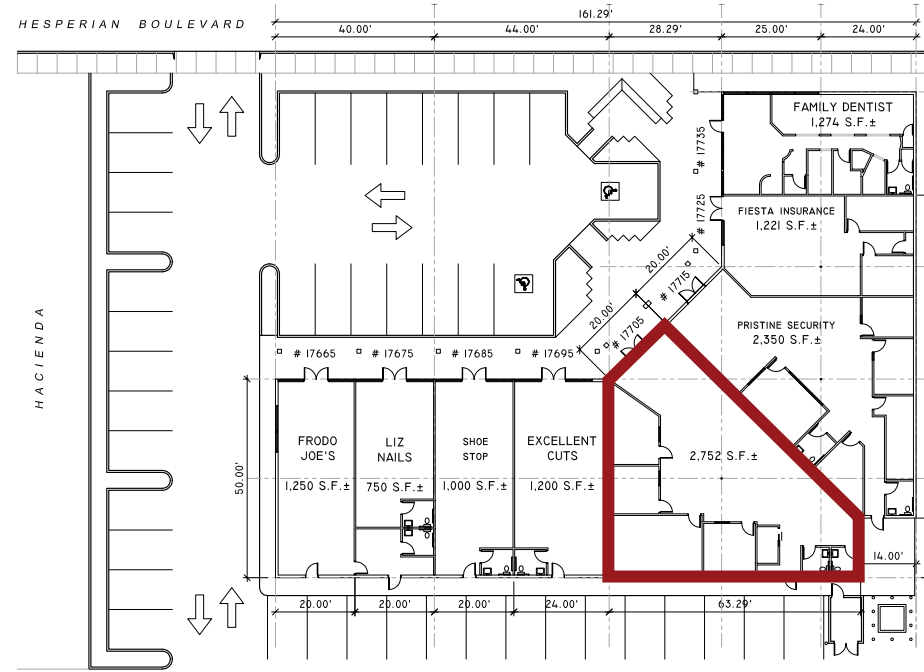 HESPERIAN BOULEVARD
161.29'
40.00'
44.00'
28.29'
25.00'
24.00'
FAMILY DENTIST
1,274 S.F.±
# 17735
# 17725
FIESTA INSURANCE
1,221 S.F.±
20.00'
# 17715
20.00'
# 17705
PRISTINE SECURITY
2,350 S.F.±
HACIENDA
# 17665
# 17675
# 17685
# 17695
50.00'
FRODO
JOE'S
1,250 S.F.±
LIZ
NAILS
750 S.F.±
SHOE
STOP
1,000 S.F.±
EXCELLENT
CUTS
1,200 S.F.±
2,752 S.F.±
14.00'
20.00'
20.00'
20.00'
24.00'
63.29'